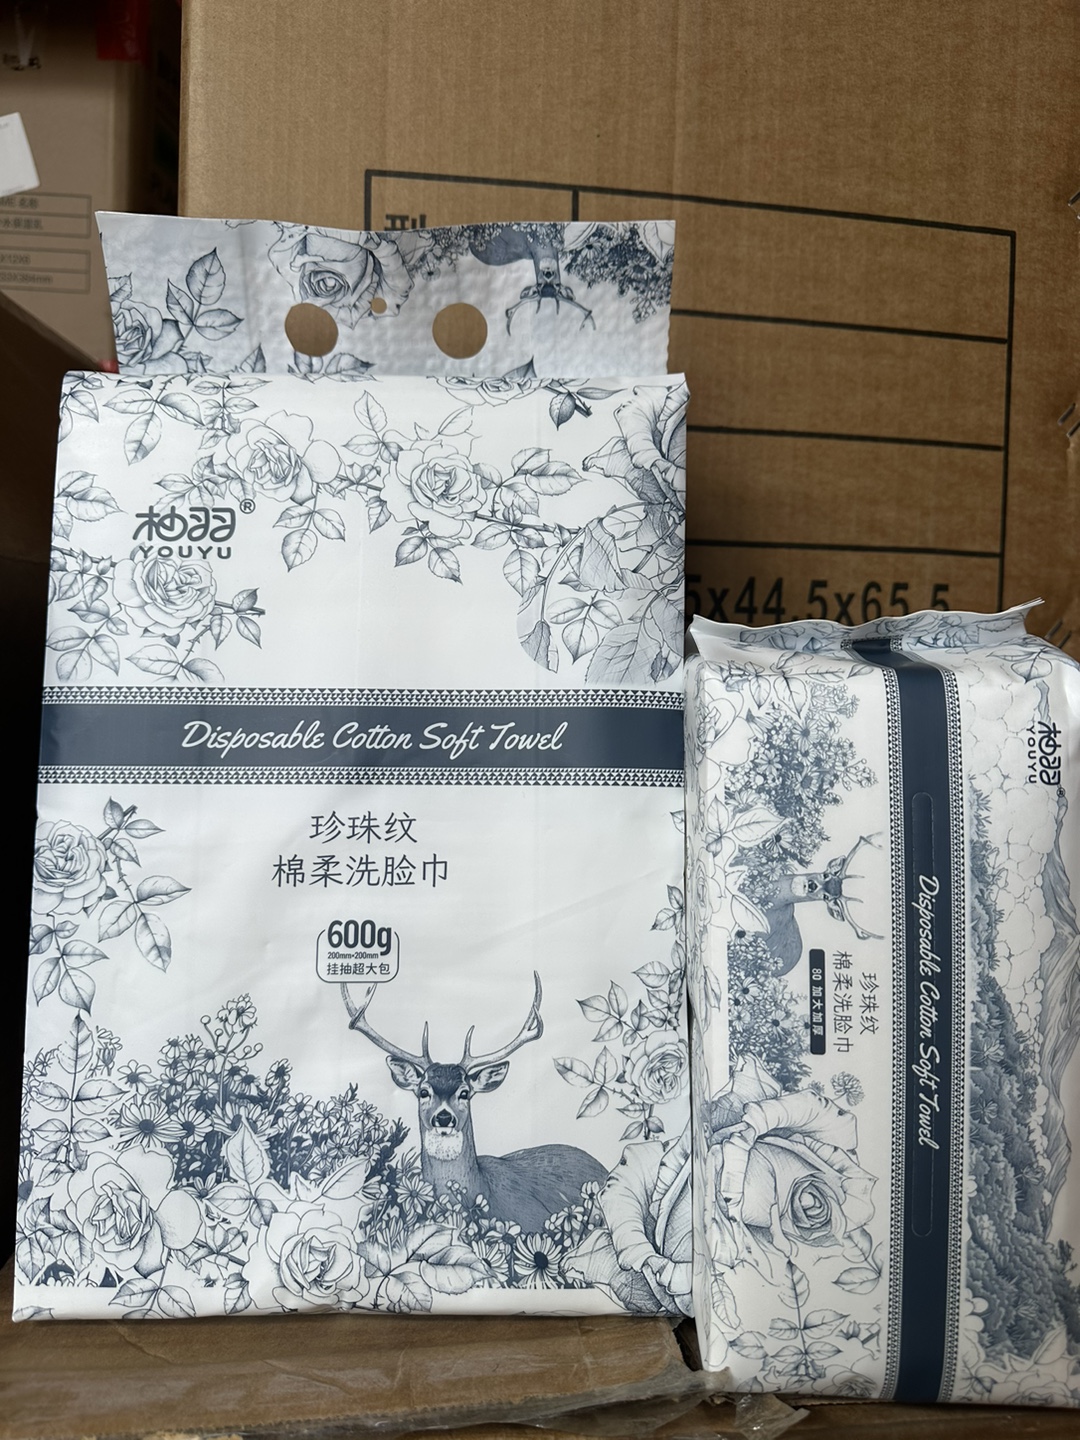 型
5x44.5x65.5
柚羽®
YOUYU
Disposable Cotton Soft Towel
珍珠纹
棉柔洗脸巾
600g
200mm*200mm
挂抽超大包
柚羽®
YOUYU
Disposable Cotton Soft Towel
珍珠纹
棉柔洗脸巾
80 加大加厚